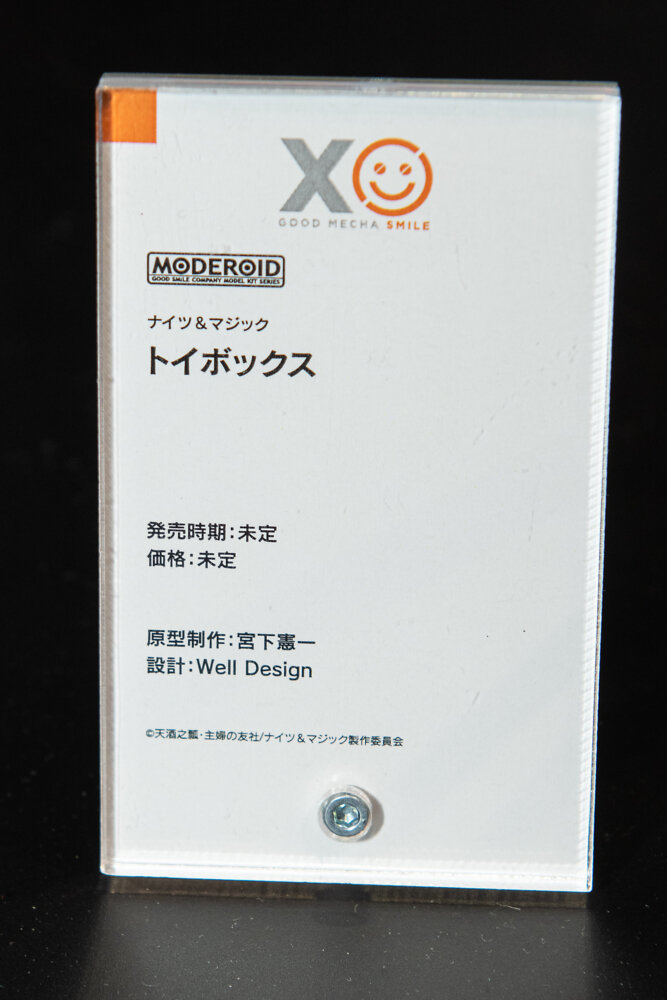 XO
GOOD MECHA SMILE
MODEROID
GOOD SMILE COMPANY MODEL KIT SERIES
ナイツ&マジック
トイボックス
発売時期:未定
価格:未定
原型制作:宮下憲一
設計:Well Design
©天酒之瓢・主婦の友社/ナイツ&マジック製作委員会